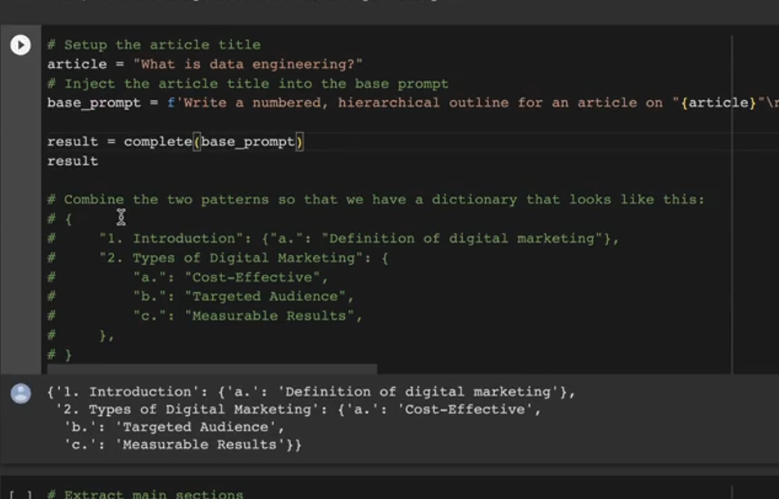 # Setup the article title
article = "What is data engineering?"
# Inject the article title into the base prompt
base_prompt = f'Write a numbered, hierarchical outline for an article on "{article}"\n
result = complete(base_prompt)
result
# Combine the two patterns so that we have a dictionary that looks like this:
# {
#     "1. Introduction": {"a.": "Definition of digital marketing"},
#     "2. Types of Digital Marketing": {
#         "a.": "Cost-Effective",
#         "b.": "Targeted Audience",
#         "c.": "Measurable Results",
#     },
# }
{'1. Introduction': {'a.': 'Definition of digital marketing'},
 '2. Types of Digital Marketing': {'a.': 'Cost-Effective',
  'b.': 'Targeted Audience',
  'c.': 'Measurable Results'}}
[ ] # Extract main sections